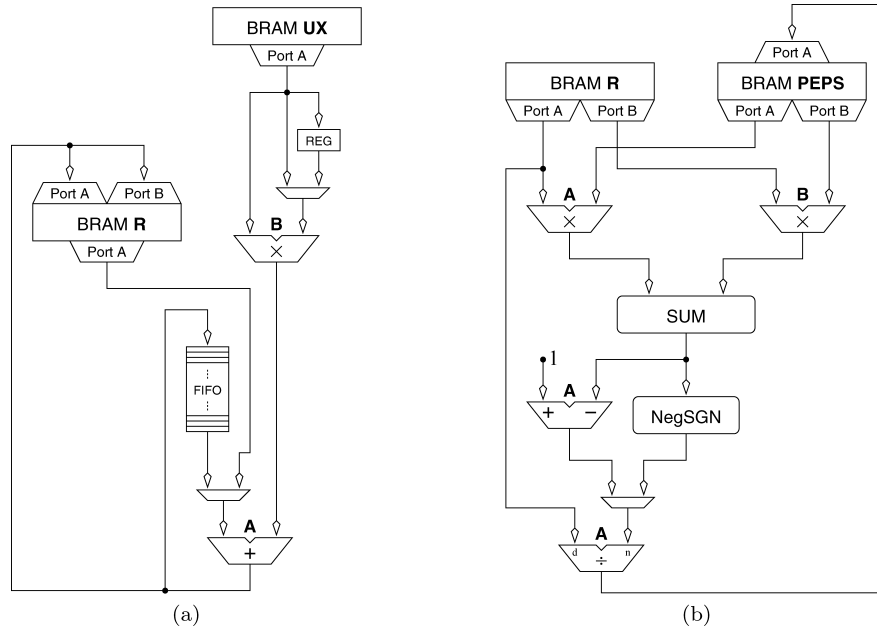 BRAM UX
Port A
REG
Port A
Port B
BRAM R
Port A
B
×
FIFO
A
+
(a)
Port A
BRAM R
BRAM PEPS
Port A
Port B
Port A
Port B
A
×
B
×
SUM
1
A
+ −
NegSGN
A
d n
÷
(b)